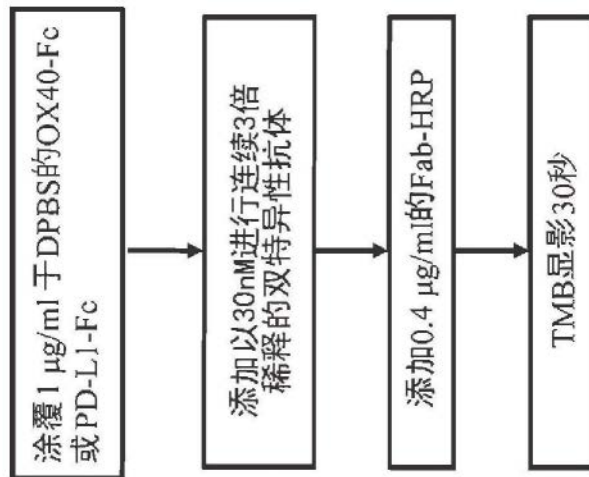 涂覆1 μg/ml 于DPBS的OX40-Fc
或PD-L1-Fc
添加以30nM进行连续3倍
稀释的双特异性抗体
添加0.4 μg/ml的Fab-HRP
TMB显影30秒